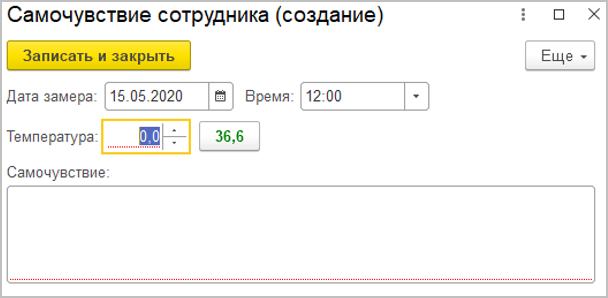 Самочувствие сотрудника (создание)
Записать и закрыть Еще
Дата замера: 15.05.2020 Время: 12:00
Температура: 0,0 36,6
Самочувствие: